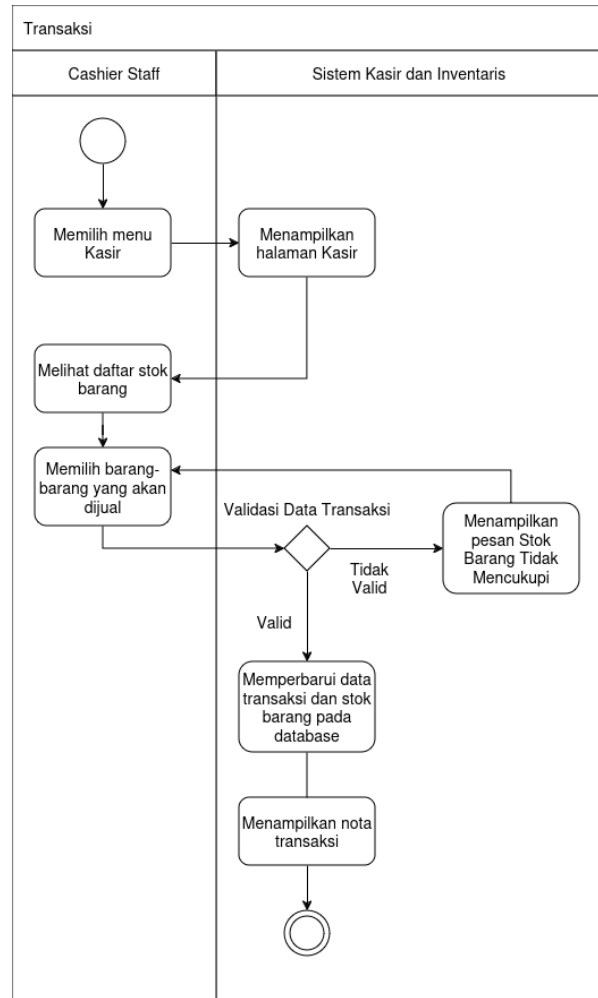 Transaksi
Cashier Staff
Sistem Kasir dan Inventaris
Memilih menu
Kasir
Menampilkan
halaman Kasir
Melihat daftar stok
barang
Memilih barang-
barang yang akan
dijual
Validasi Data Transaksi
Tidak
Valid
Menampilkan
pesan Stok
Barang Tidak
Mencukupi
Valid
Memperbarui data
transaksi dan stok
barang pada
database
Menampilkan nota
transaksi